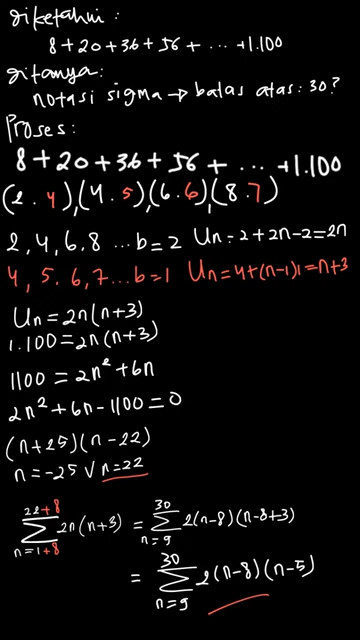 diketahui:
8+20+36+56+ ... +1.100
ditanya:
notasi sigma → batas atas: 30?
Proses:
8+20+36+56+ ... +1.100
(2.4),(4.5)(6.6),(8.7)
2, 4, 6, 8 ... b=2 Un = 2+2n-2=2n
4, 5. 6, 7 ... b=1 Un = 4+(n-1)1=n+3
Un = 2n(n+3)
1.100 = 2n(n+3)
1100 = 2n²+6n
2n²+6n-1100=0
(n+25)(n-22)
n=-25 ∨ n=22
22+8 ∑ n=1+8 2n(n+3) = 30 ∑ n=9 2(n-8)(n-8+3)
= 30 ∑ n=9 2(n-8)(n-5)